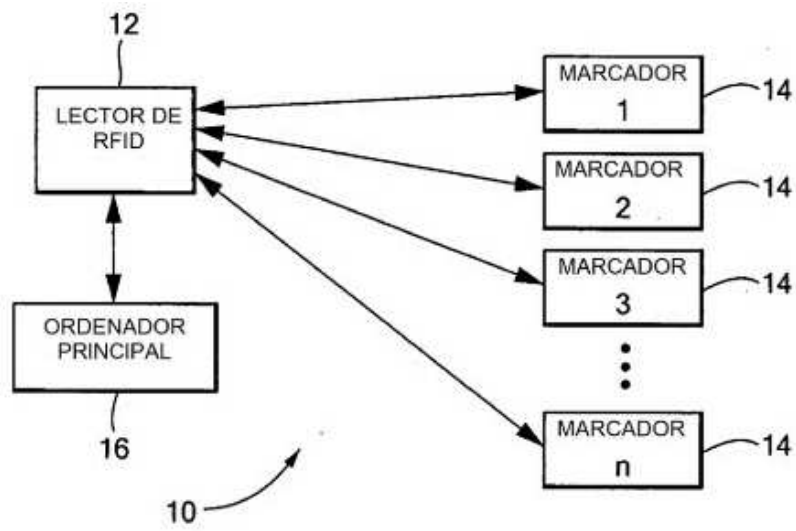 12
LECTOR DE
RFID
MARCADOR
1
14
MARCADOR
2
14
MARCADOR
3
14
MARCADOR
n
14
ORDENADOR
PRINCIPAL
16
10